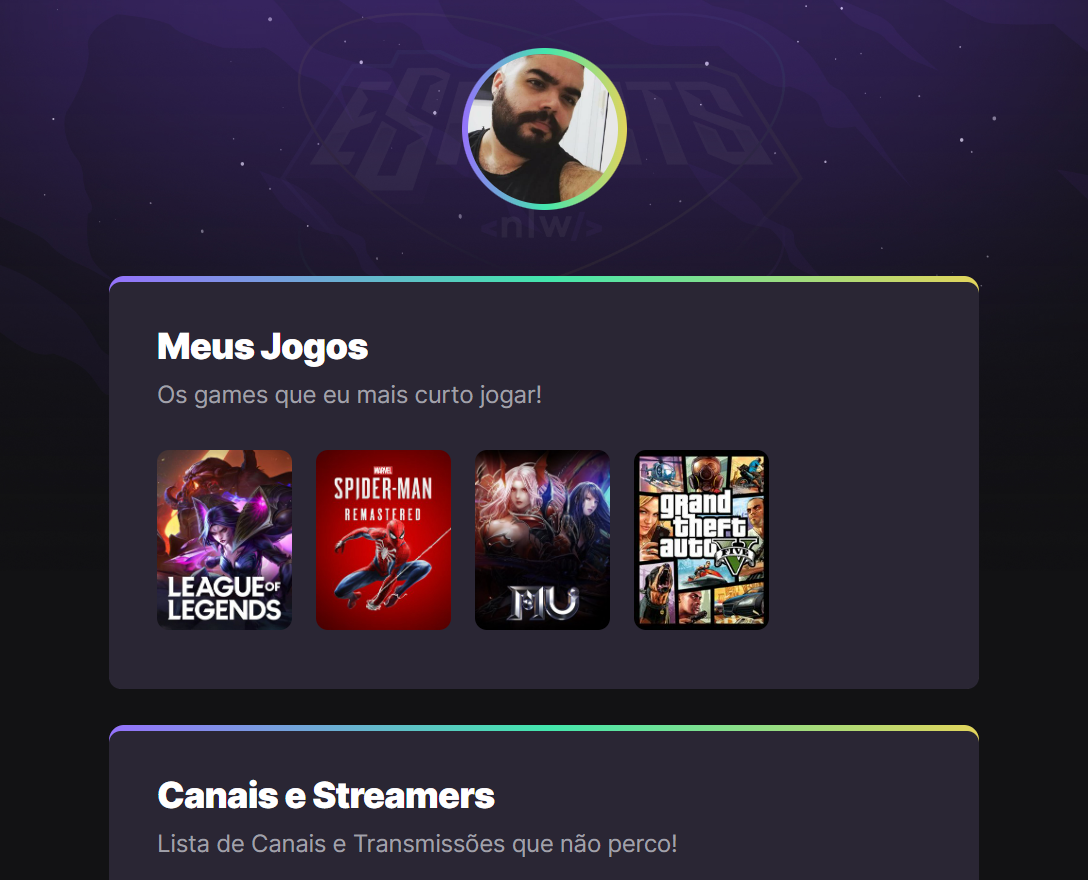 ESPORTS
<nlw/>
Meus Jogos
Os games que eu mais curto jogar!
LEAGUE OF
LEGENDS
MARVEL
SPIDER-MAN
REMASTERED
MU
grand
theft
auto
FIVE
Canais e Streamers
Lista de Canais e Transmissões que não perco!